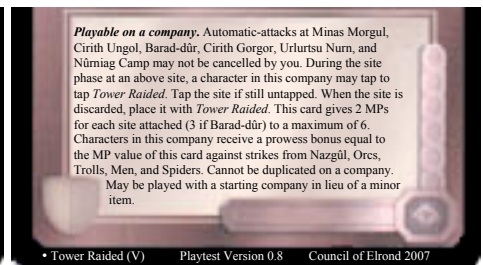 Playable on a company. Automatic-attacks at Minas Morgul,
Cirith Ungol, Barad-dûr, Cirith Gorgor, Urlurtsu Nurn, and
Nûrniag Camp may not be cancelled by you. During the site
phase at an above site, a character in this company may tap to
tap Tower Raided. Tap the site if still untapped. When the site is
discarded, place it with Tower Raided. This card gives 2 MPs
for each site attached (3 if Barad-dûr) to a maximum of 6.
Characters in this company receive a prowess bonus equal to
the MP value of this card against strikes from Nazgûl, Orcs,
Trolls, Men, and Spiders. Cannot be duplicated on a company.
May be played with a starting company in lieu of a minor
item.
• Tower Raided (V) Playtest Version 0.8 Council of Elrond 2007